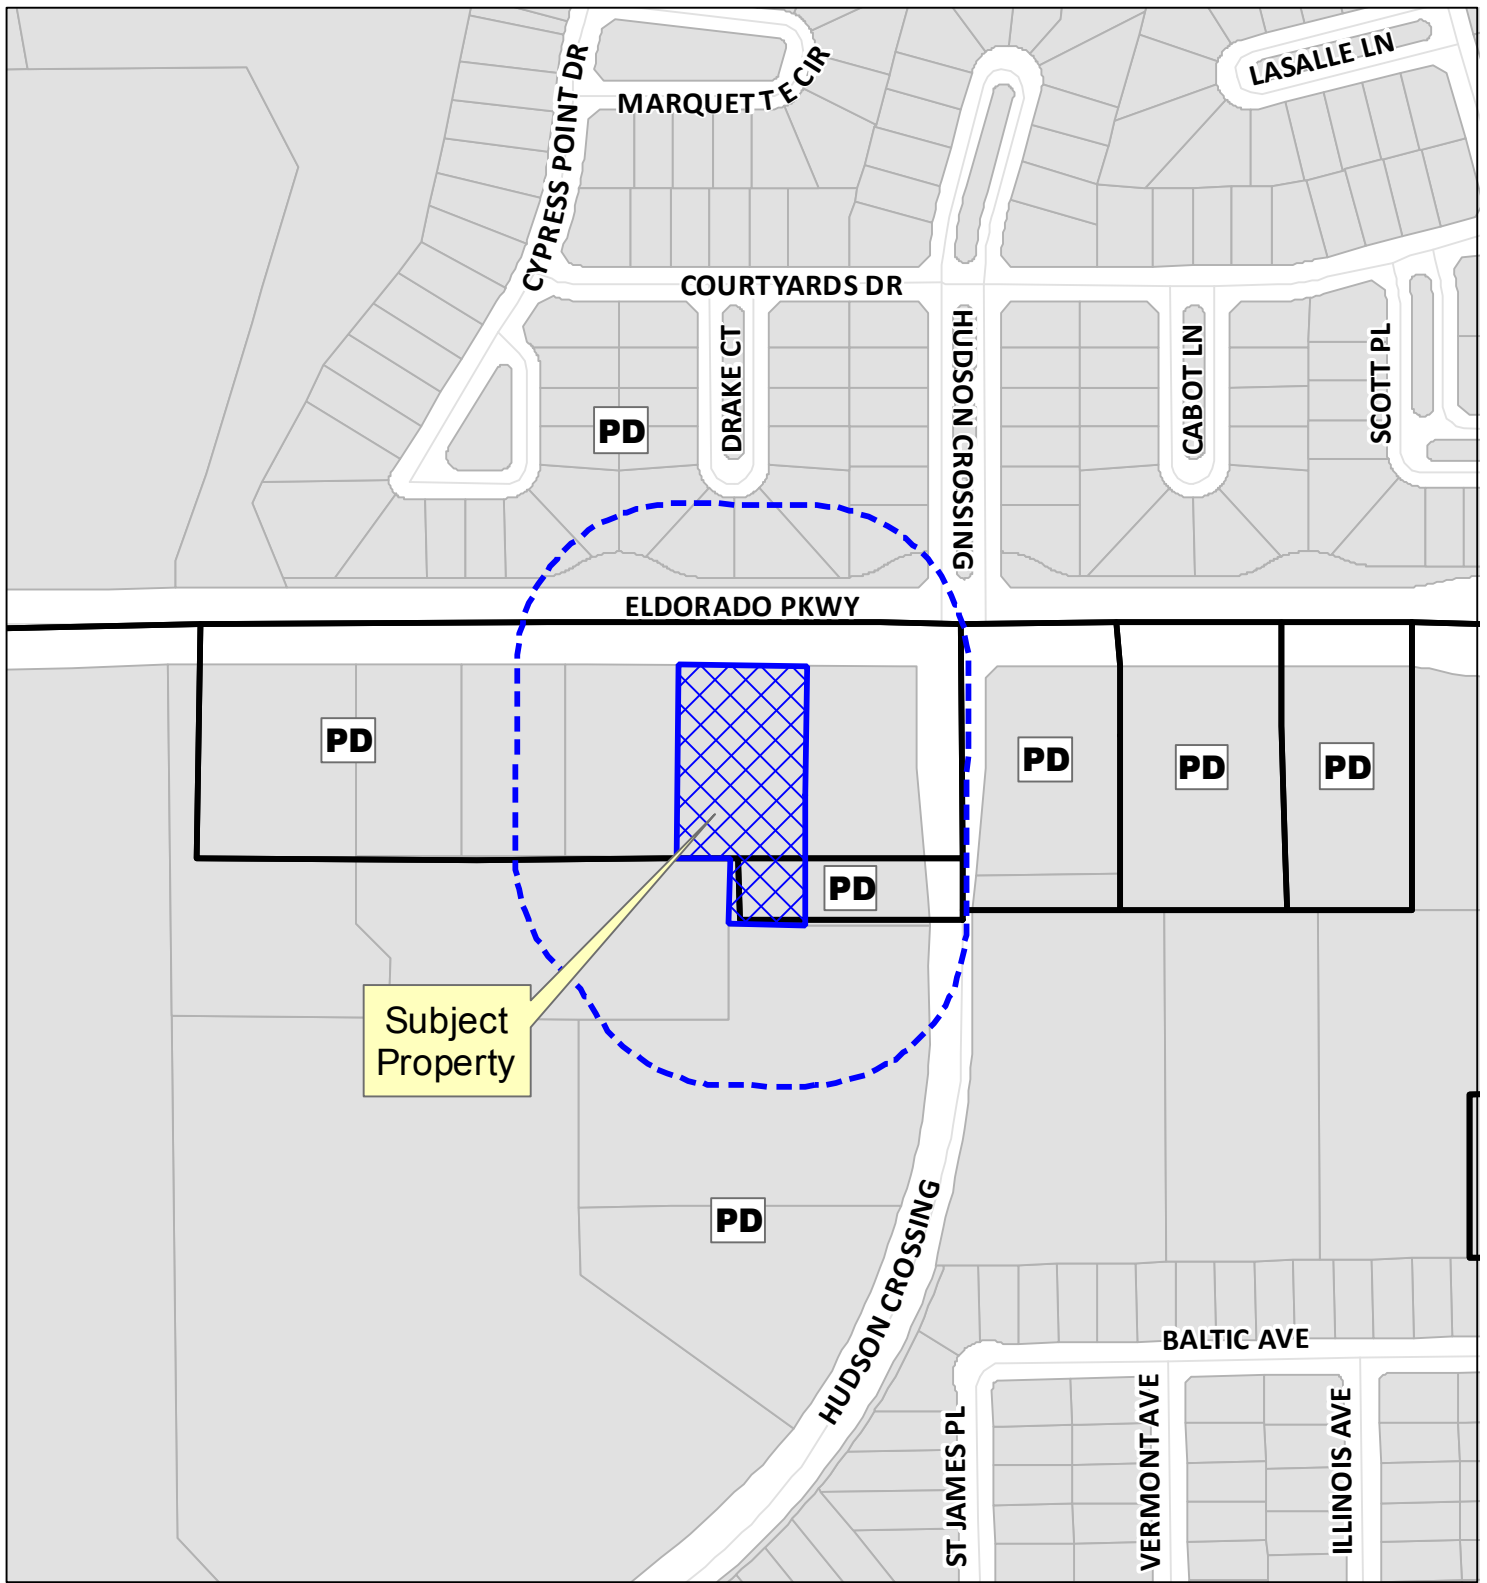 CYPRESS POINT DR
MARQUETTE CIR
LASALLE LN
COURTYARDS DR
DRAKE CT
HUDSON CROSSING
CABOT LN
SCOTT PL
PD
ELDORADO PKWY
PD
PD
PD
PD
PD
Subject
Property
PD
HUDSON CROSSING
BALTIC AVE
ST JAMES PL
VERMONT AVE
ILLINOIS AVE